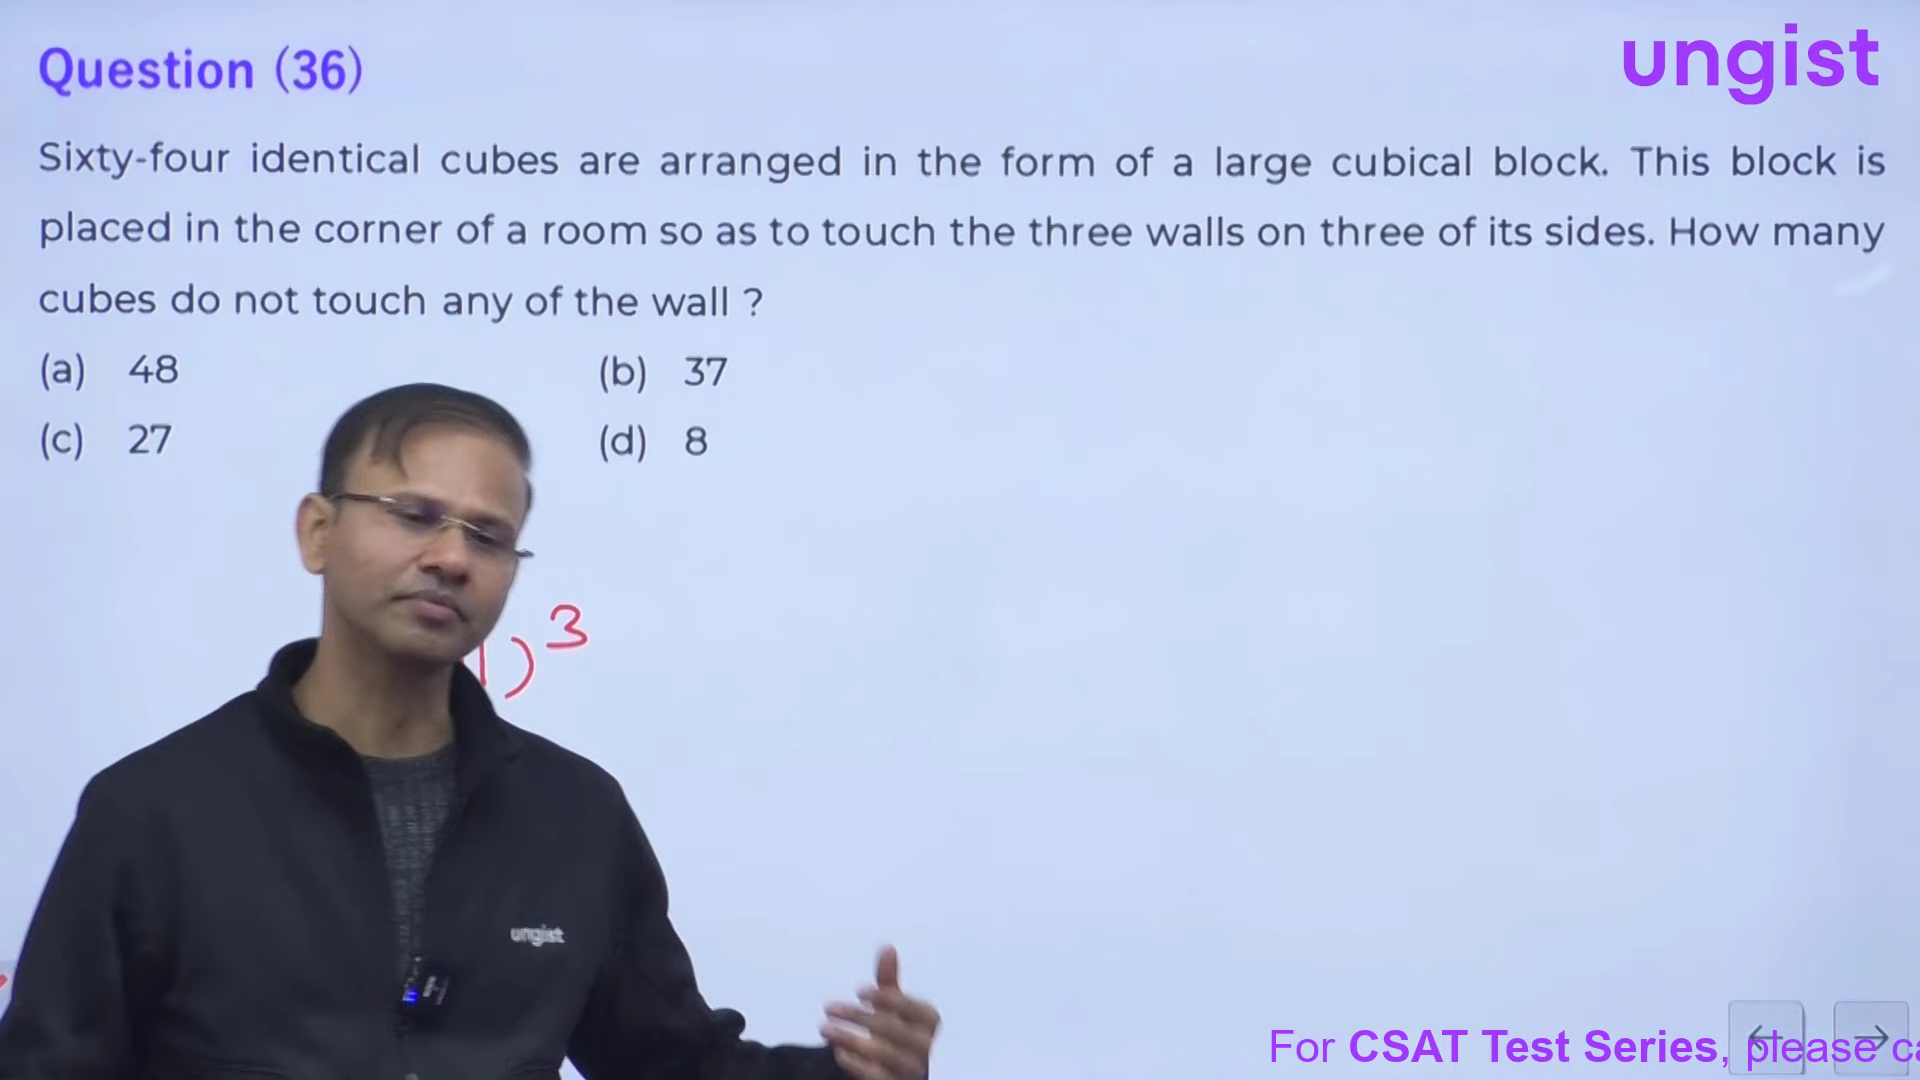 Question (36)
ungist
Sixty-four identical cubes are arranged in the form of a large cubical block. This block is
placed in the corner of a room so as to touch the three walls on three of its sides. How many
cubes do not touch any of the wall ?
(a) 48 (b) 37
(c) 27 (d) 8
1)³
ungist
For CSAT Test Series, please